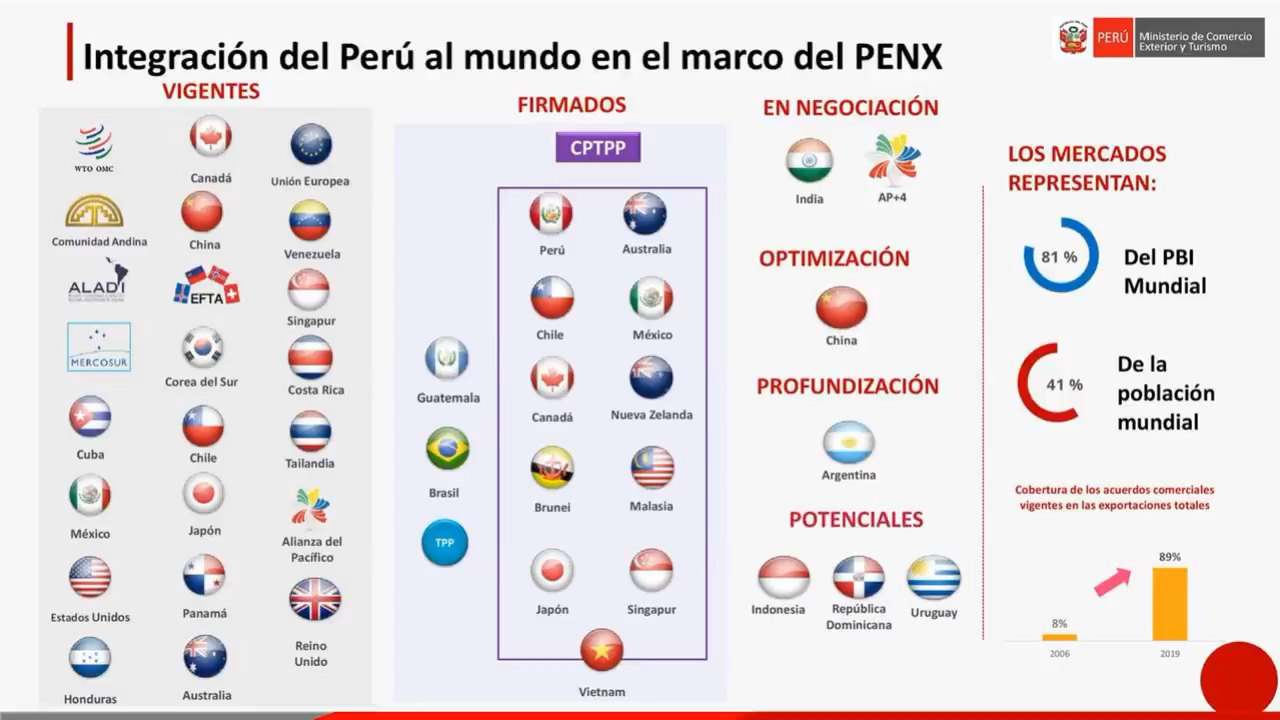 Integración del Perú al mundo en el marco del PENX
PERÚ
Ministerio de Comercio
Exterior y Turismo
VIGENTES
WTO OMC
Canadá
Unión Europea
Comunidad Andina
China
Venezuela
ALADI
EFTA
Singapur
MERCOSUR
Corea del Sur
Costa Rica
Cuba
Chile
Tailandia
México
Japón
Alianza del
Pacífico
Estados Unidos
Panamá
Reino
Unido
Honduras
Australia
FIRMADOS
CPTPP
Guatemala
Brasil
TPP
Perú
Australia
Chile
México
Canadá
Nueva Zelanda
Brunei
Malasia
Japón
Singapur
Vietnam
EN NEGOCIACIÓN
India
AP+4
OPTIMIZACIÓN
China
PROFUNDIZACIÓN
Argentina
POTENCIALES
Indonesia
República
Dominicana
Uruguay
LOS MERCADOS
REPRESENTAN:
81 %
Del PBI
Mundial
41 %
De la
población
mundial
Cobertura de los acuerdos comerciales
vigentes en las exportaciones totales
8%
89%
2006
2019